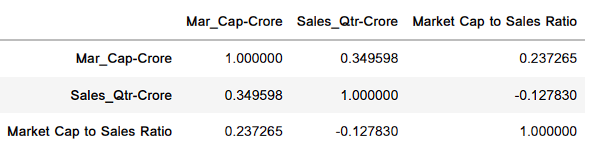 Mar_Cap-Crore Sales_Qtr-Crore Market Cap to Sales Ratio
Mar_Cap-Crore 1.000000 0.349598 0.237265
Sales_Qtr-Crore 0.349598 1.000000 -0.127830
Market Cap to Sales Ratio 0.237265 -0.127830 1.000000